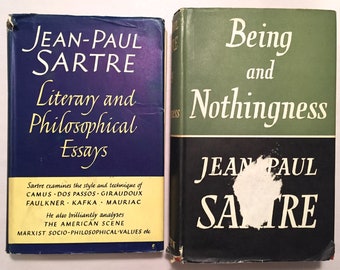 JEAN-PAUL
SARTRE
Literary and
Philosophical
Essays
Sartre examines the style and technique of
CAMUS · DOS PASSOS · GIRAUDOUX
FAULKNER · KAFKA · MAURIAC
He also brilliantly analyses
THE AMERICAN SCENE
MARXIST SOCIO-PHILOSOPHICAL VALUES etc
Being
and
Nothingness
JEAN-PAUL
SARTRE